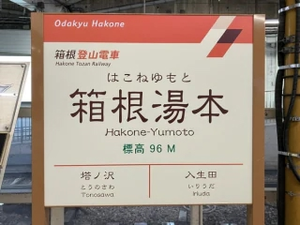 Odakyu Hakone
箱根登山電車
Hakone Tozan Railway
はこねゆもと
箱根湯本
Hakone-Yumoto
標高 96 M
塔ノ沢
とうのさわ
Tōnosawa
入生田
いりうだ
Iriuda